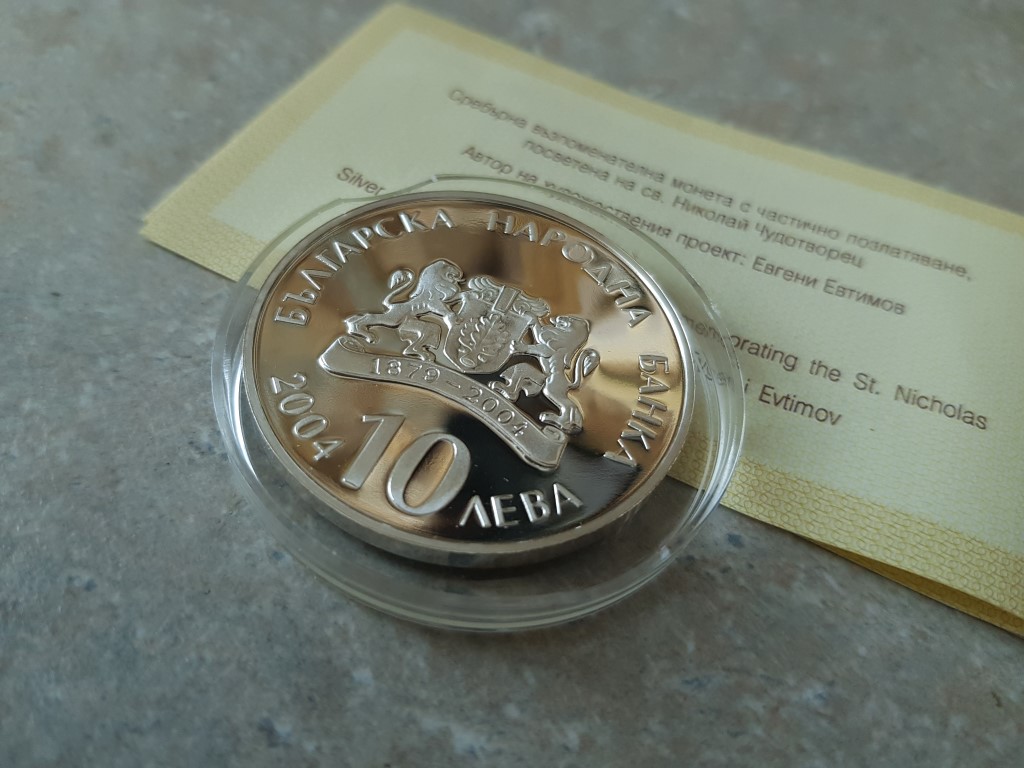 Сребърна възпоменателна монета с частично позлатяване,
посветена на св. Николай Чудотворец
Автор на художествения проект: Евгени Евтимов
Silver
the St. Nicholas
Evtimov
БЪЛГАРСКА НАРОДНА БАНКА
1879-2004
2004
10
ЛЕВА